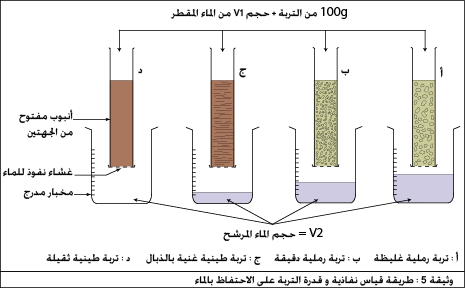 100g من التربة + حجم V1 من الماء المقطر
أ
ب
ج
د
أنبوب مفتوح
من الجهتين
غشاء نفوذ للماء
مخبار مدرج
V2 = حجم الماء المرشح
أ : تربة رملية غليظة ب : تربة رملية دقيقة ج : تربة طينية غنية بالذبال د : تربة طينية ثقيلة
وثيقة 5 : طريقة قياس نفاذية و قدرة التربة على الاحتفاظ بالماء